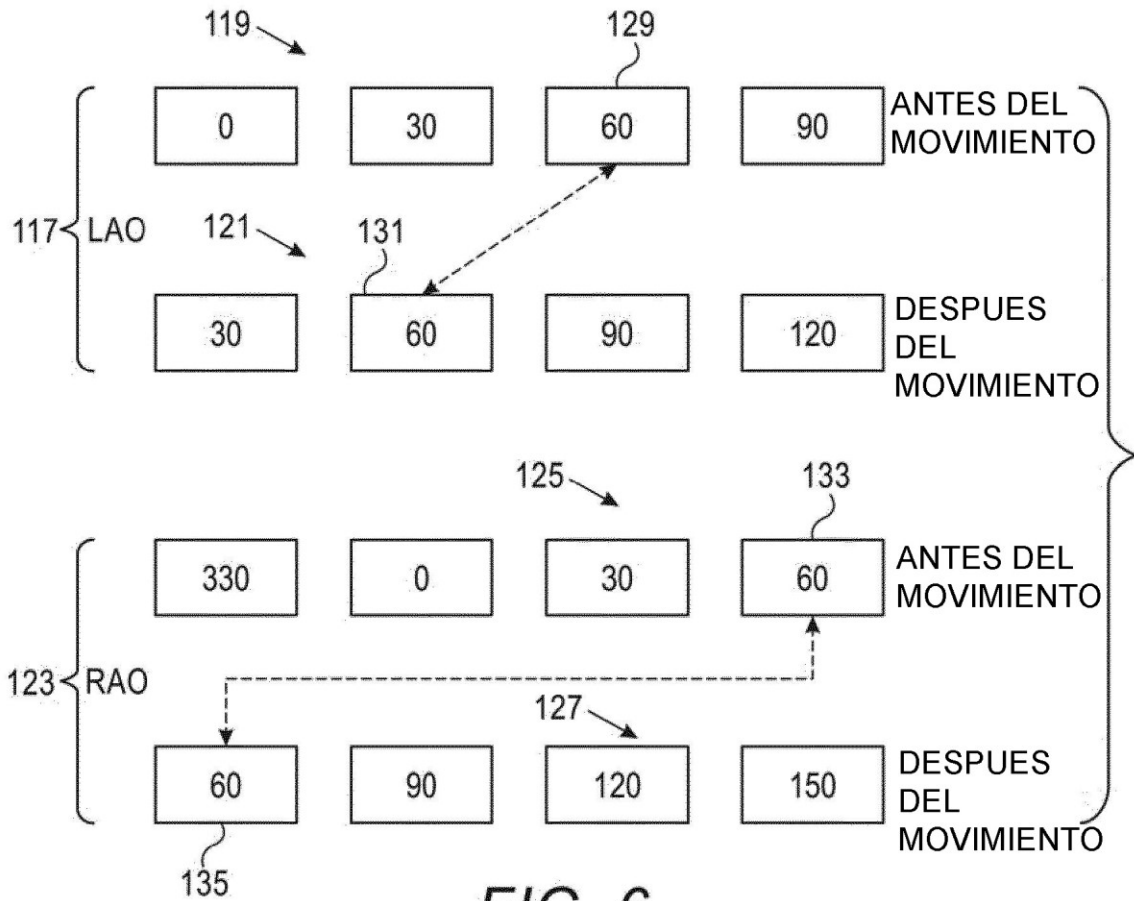 119
129
0 30 60 90 ANTES DEL
MOVIMIENTO
117 LAO
121
131
30 60 90 120 DESPUES
DEL
MOVIMIENTO
125
133
330 0 30 60 ANTES DEL
MOVIMIENTO
123 RAO
127
60 90 120 150 DESPUES
DEL
MOVIMIENTO
135
FIG. 6